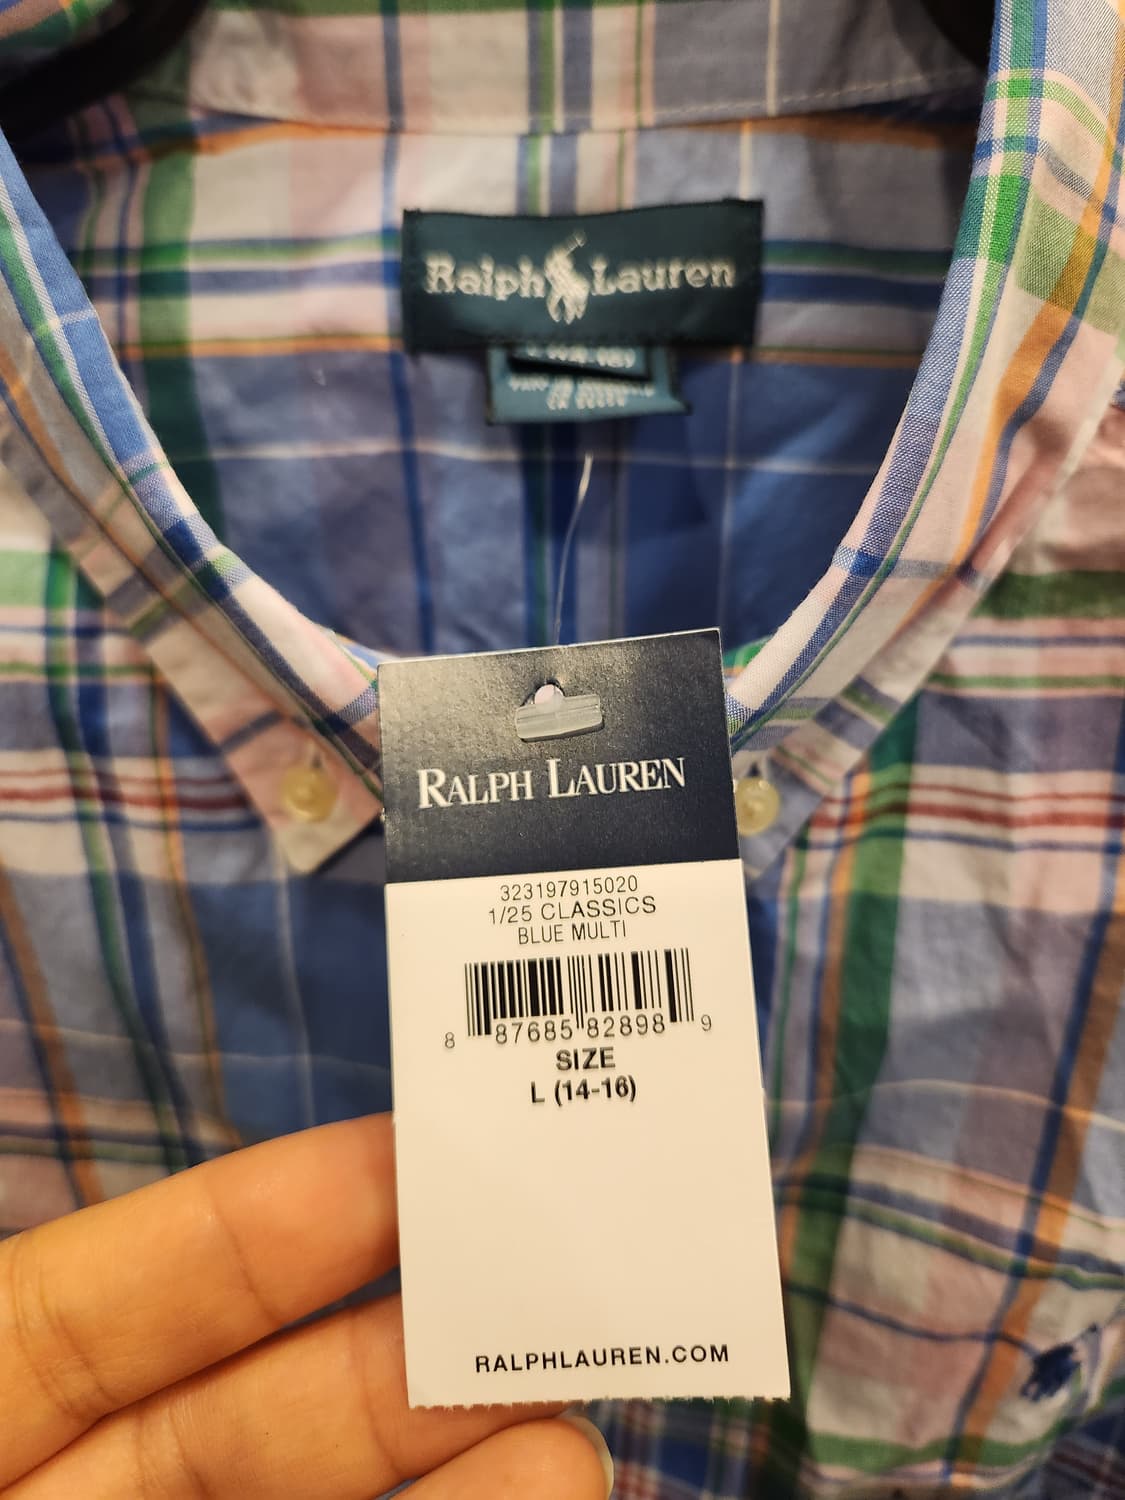 Ralph Lauren
RALPH LAUREN
323197915020
1/25 CLASSICS
BLUE MULTI
8 87685 82898 9
SIZE
L (14-16)
RALPHLAUREN.COM